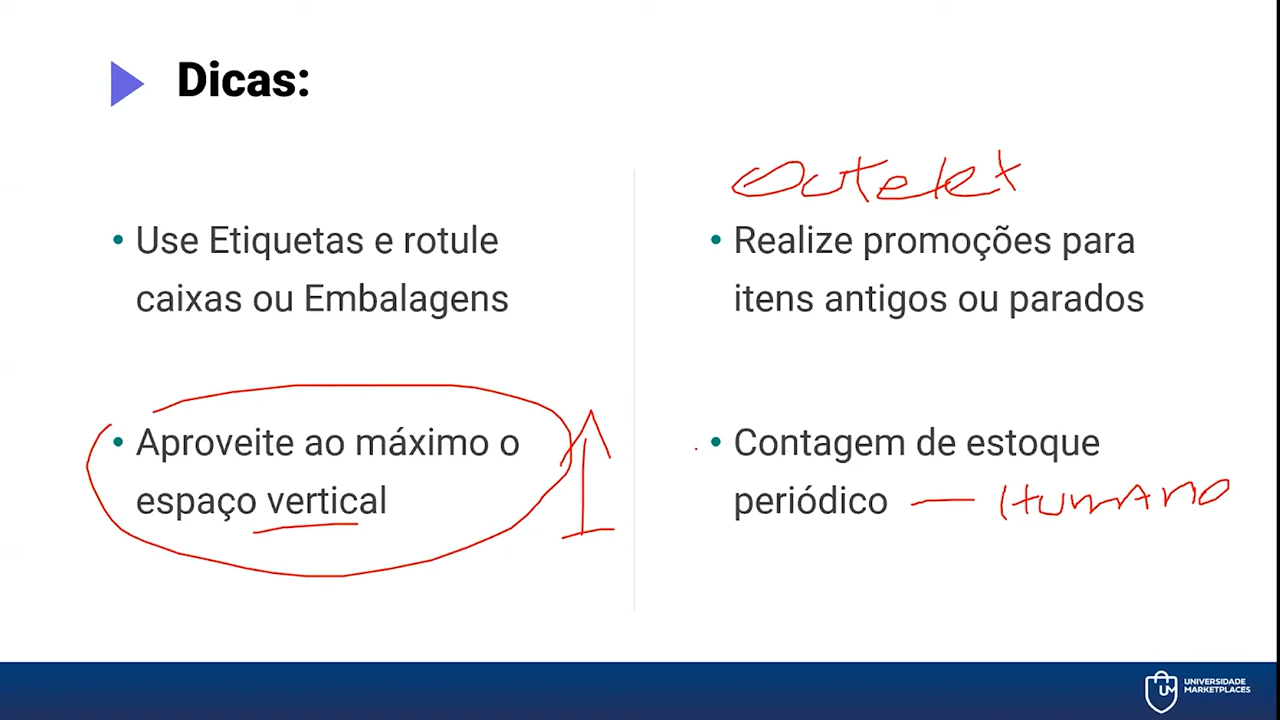 Dicas:
Use Etiquetas e rotule
caixas ou Embalagens
Aproveite ao máximo o
espaço vertical
Realize promoções para
itens antigos ou parados
Contagem de estoque
periódico — HUMANO
UM
UNIVERSIDADE
MARKETPLACES